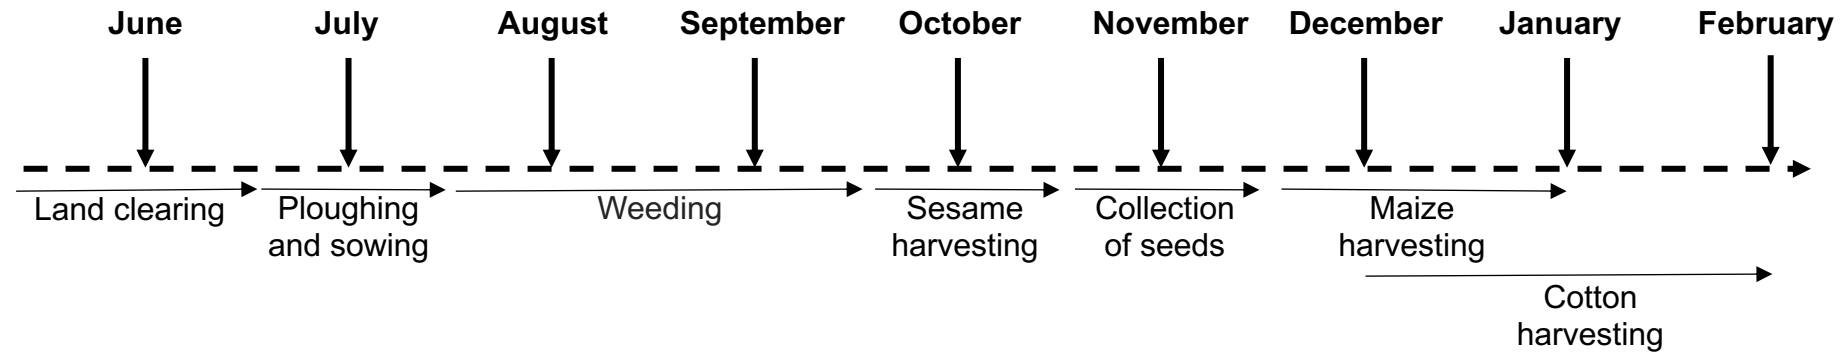 June July August September October November December January February
Land clearing Ploughing Weeding Sesame Collection Maize
and sowing harvesting of seeds harvesting
Cotton
harvesting